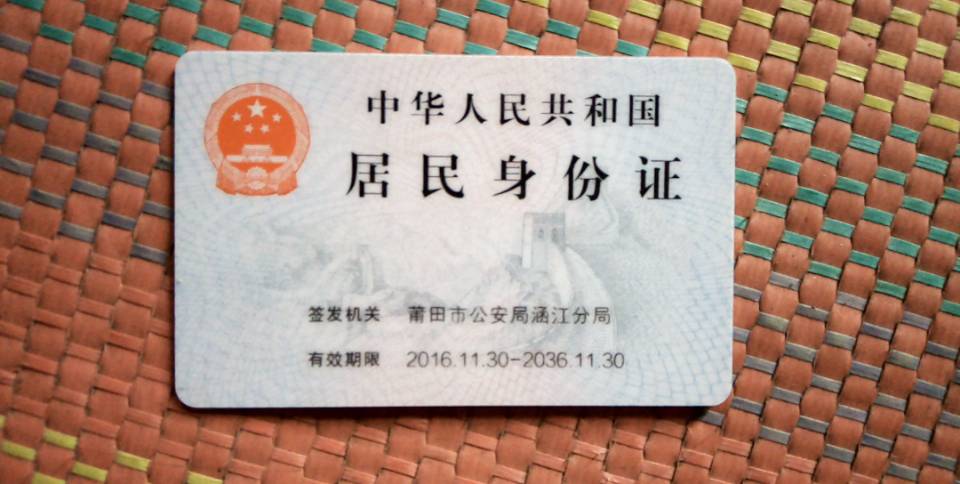 中华人民共和国
居民身份证
签发机关 莆田市公安局涵江分局
有效期限 2016.11.30-2036.11.30